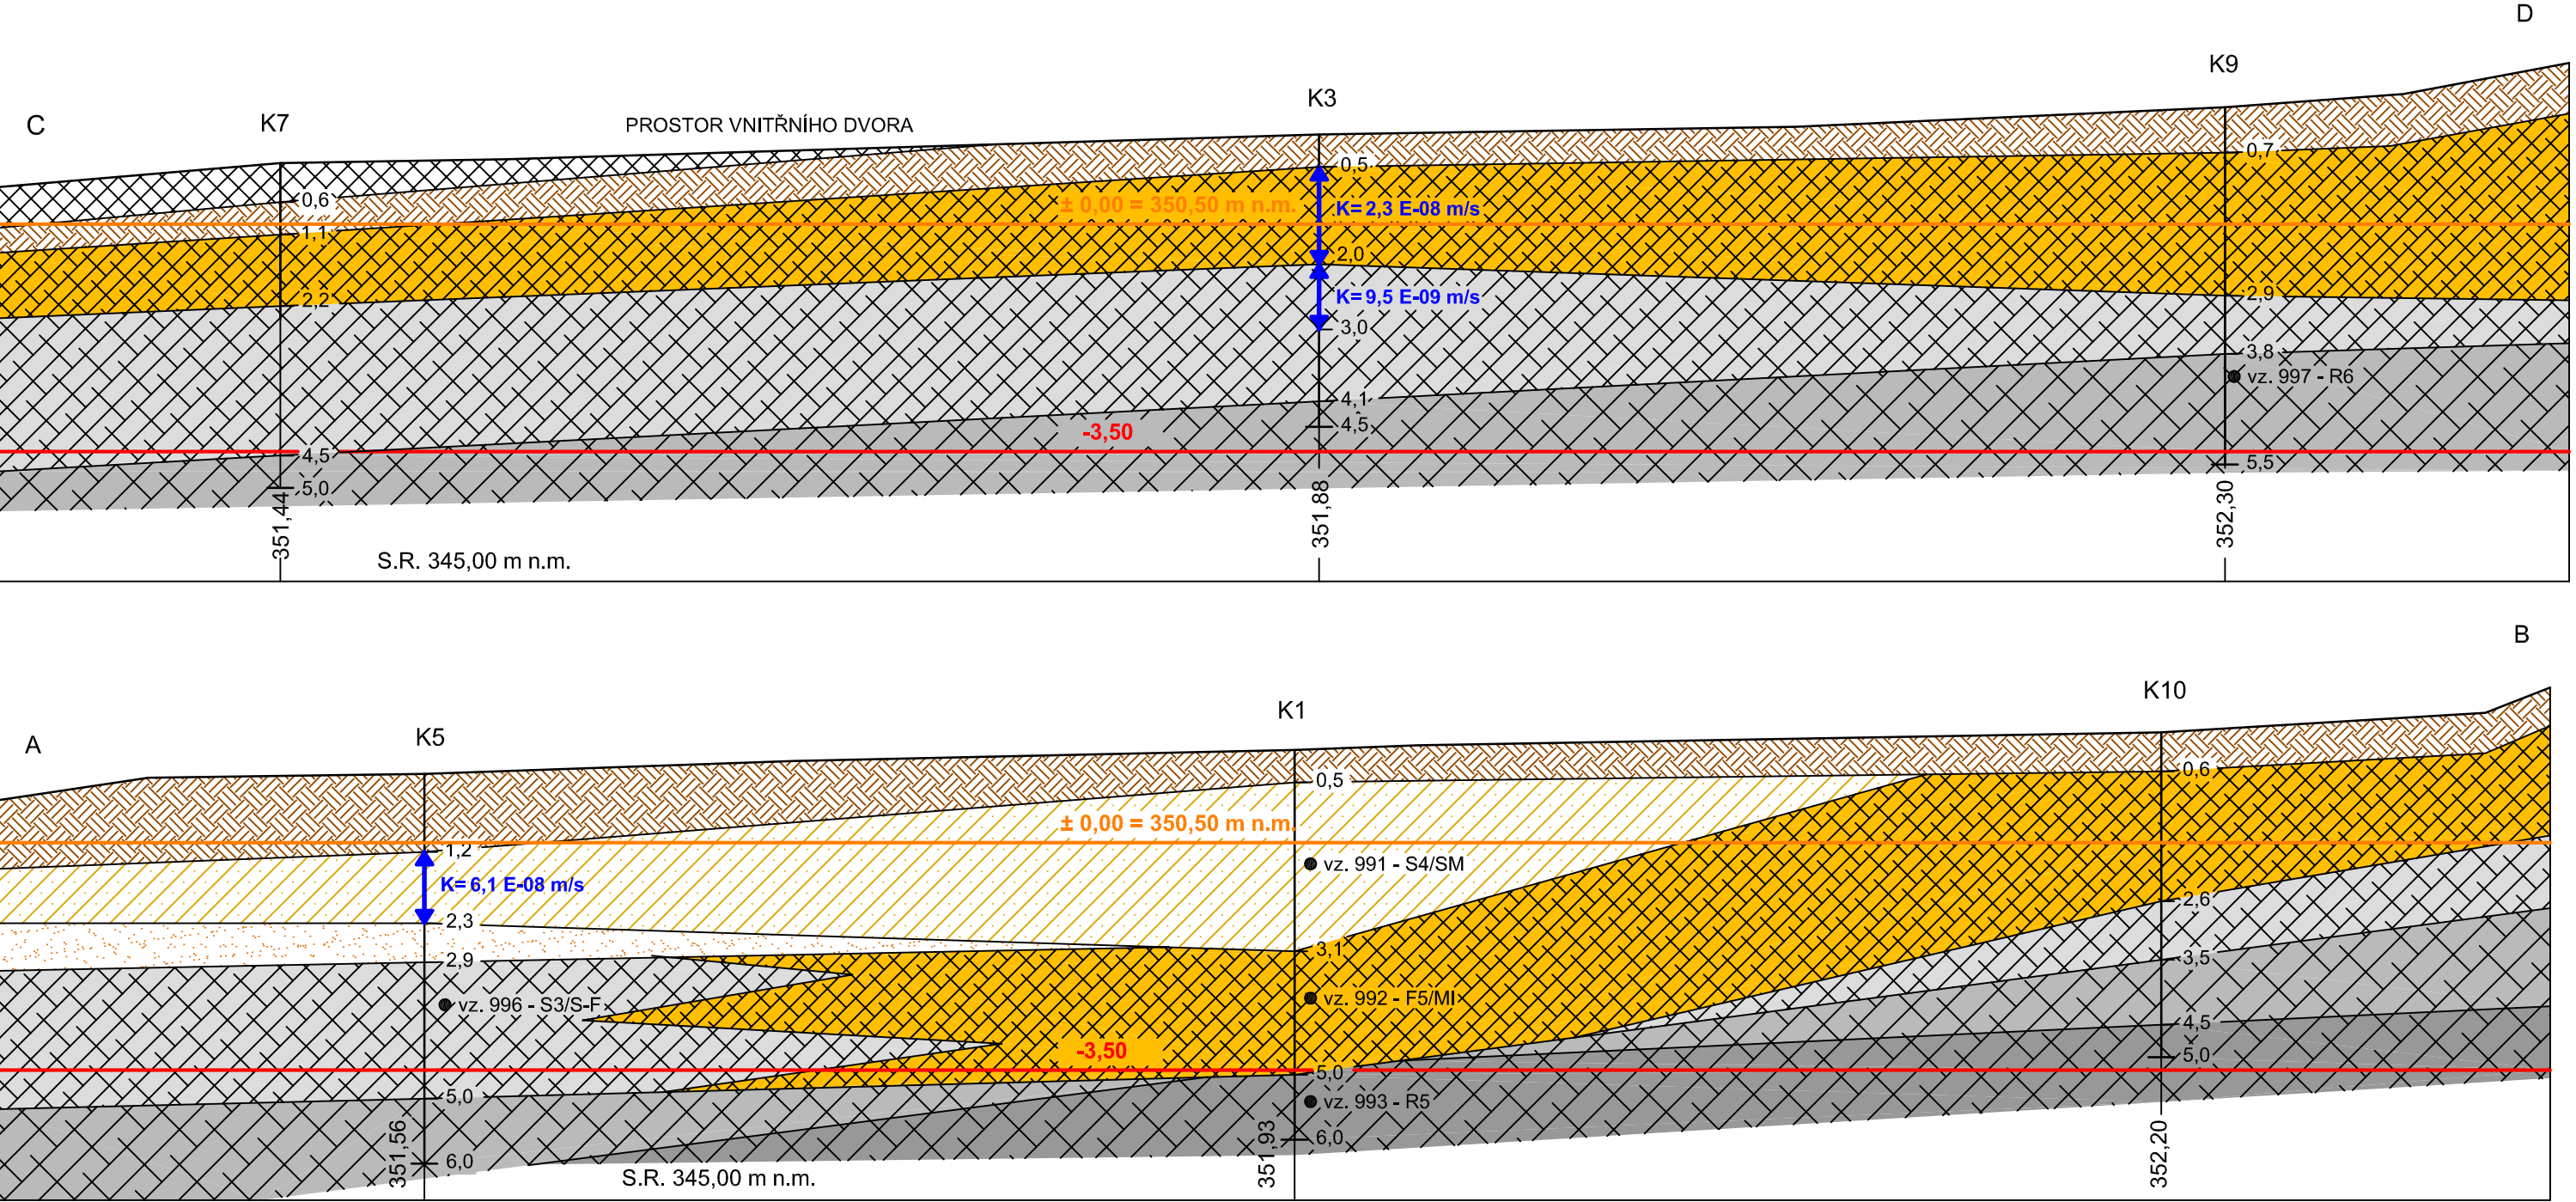 D
K9
K3
C
K7
PROSTOR VNITŘNÍHO DVORA
0,6
1,1
2,2
4,5
5,0
351,44
0,5
± 0,00 = 350,50 m n.m.
K= 2,3 E-08 m/s
2,0
K= 9,5 E-09 m/s
3,0
4,1
4,5
-3,50
351,88
0,7
2,9
3,8
vz. 997 - R6
5,5
352,30
S.R. 345,00 m n.m.
B
K10
K1
K5
A
1,2
K= 6,1 E-08 m/s
2,3
2,9
vz. 996 - S3/S-F
5,0
6,0
351,56
0,5
± 0,00 = 350,50 m n.m.
vz. 991 - S4/SM
3,1
vz. 992 - F5/MI
-3,50
5,0
vz. 993 - R5
6,0
351,93
0,6
2,6
3,5
4,5
5,0
352,20
S.R. 345,00 m n.m.